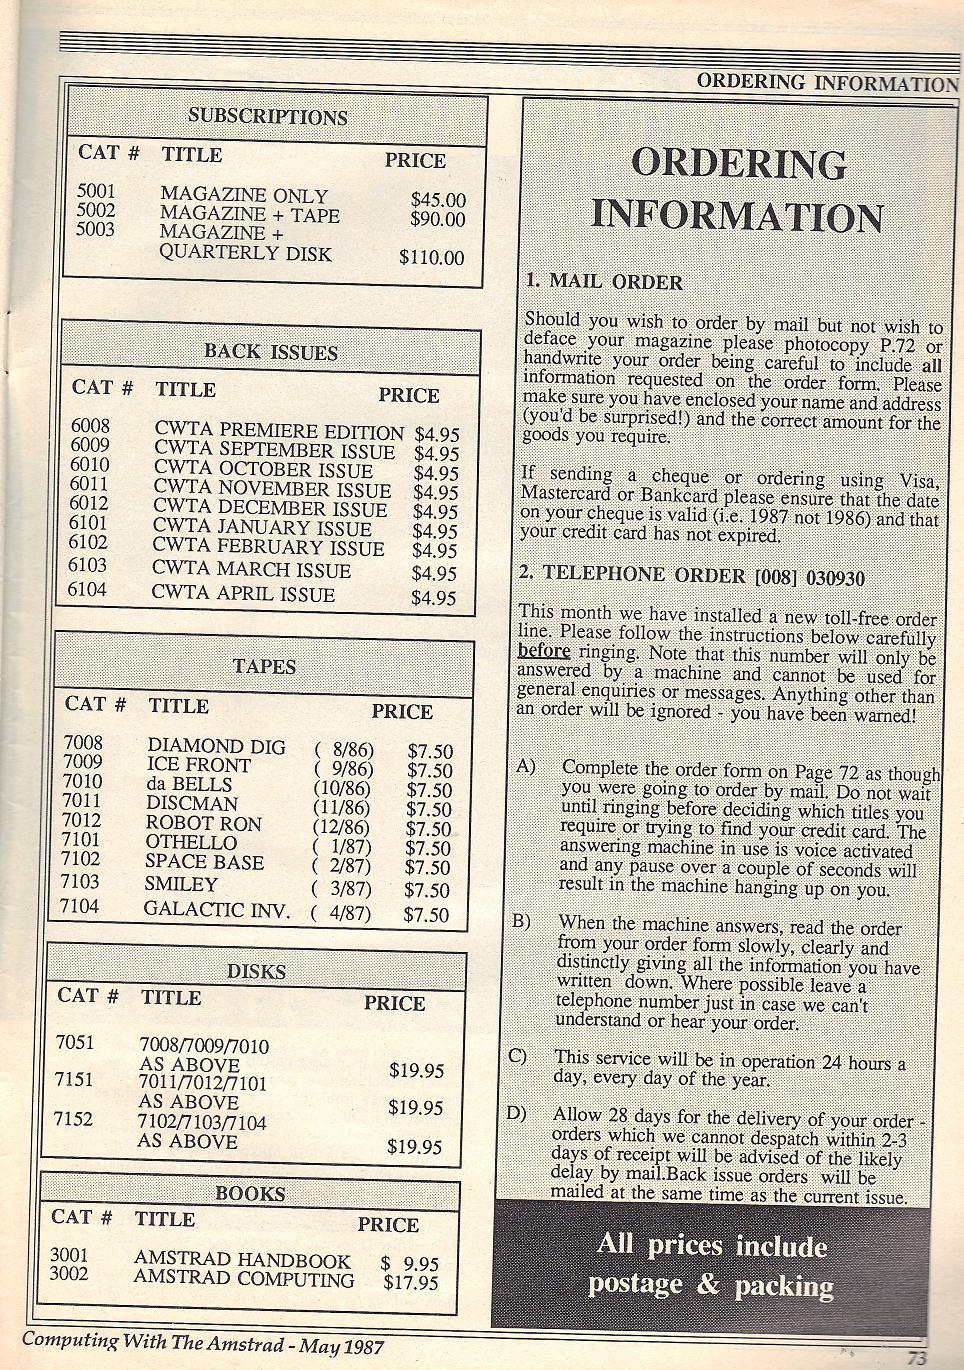 ORDERING INFORMATION
SUBSCRIPTIONS
CAT # TITLE PRICE
5001 MAGAZINE ONLY $45.00
5002 MAGAZINE + TAPE $90.00
5003 MAGAZINE +
QUARTERLY DISK $110.00
BACK ISSUES
CAT # TITLE PRICE
6008 CWTA PREMIERE EDITION $4.95
6009 CWTA SEPTEMBER ISSUE $4.95
6010 CWTA OCTOBER ISSUE $4.95
6011 CWTA NOVEMBER ISSUE $4.95
6012 CWTA DECEMBER ISSUE $4.95
6101 CWTA JANUARY ISSUE $4.95
6102 CWTA FEBRUARY ISSUE $4.95
6103 CWTA MARCH ISSUE $4.95
6104 CWTA APRIL ISSUE $4.95
TAPES
CAT # TITLE PRICE
7008 DIAMOND DIG ( 8/86) $7.50
7009 ICE FRONT ( 9/86) $7.50
7010 da BELLS (10/86) $7.50
7011 DISCMAN (11/86) $7.50
7012 ROBOT RON (12/86) $7.50
7101 OTHELLO ( 1/87) $7.50
7102 SPACE BASE ( 2/87) $7.50
7103 SMILEY ( 3/87) $7.50
7104 GALACTIC INV. ( 4/87) $7.50
DISKS
CAT # TITLE PRICE
7051 7008/7009/7010
AS ABOVE $19.95
7151 7011/7012/7101
AS ABOVE $19.95
7152 7102/7103/7104
AS ABOVE $19.95
BOOKS
CAT # TITLE PRICE
3001 AMSTRAD HANDBOOK $ 9.95
3002 AMSTRAD COMPUTING $17.95
ORDERING
INFORMATION
1. MAIL ORDER
Should you wish to order by mail but not wish to
deface your magazine please photocopy P.72 or
handwrite your order being careful to include all
information requested on the order form. Please
make sure you have enclosed your name and address
(you'd be surprised!) and the correct amount for the
goods you require.
If sending a cheque or ordering using Visa,
Mastercard or Bankcard please ensure that the date
on your cheque is valid (i.e. 1987 not 1986) and that
your credit card has not expired.
2. TELEPHONE ORDER [008] 030930
This month we have installed a new toll-free order
line. Please follow the instructions below carefully
before ringing. Note that this number will only be
answered by a machine and cannot be used for
general enquiries or messages. Anything other than
an order will be ignored - you have been warned!
A) Complete the order form on Page 72 as though
you were going to order by mail. Do not wait
until ringing before deciding which titles you
require or trying to find your credit card. The
answering machine in use is voice activated
and any pause over a couple of seconds will
result in the machine hanging up on you.
B) When the machine answers, read the order
from your order form slowly, clearly and
distinctly giving all the information you have
written down. Where possible leave a
telephone number just in case we can't
understand or hear your order.
C) This service will be in operation 24 hours a
day, every day of the year.
D) Allow 28 days for the delivery of your order -
orders which we cannot despatch within 2-3
days of receipt will be advised of the likely
delay by mail.Back issue orders will be
mailed at the same time as the current issue.
All prices include
postage & packing
Computing With The Amstrad - May 1987
73